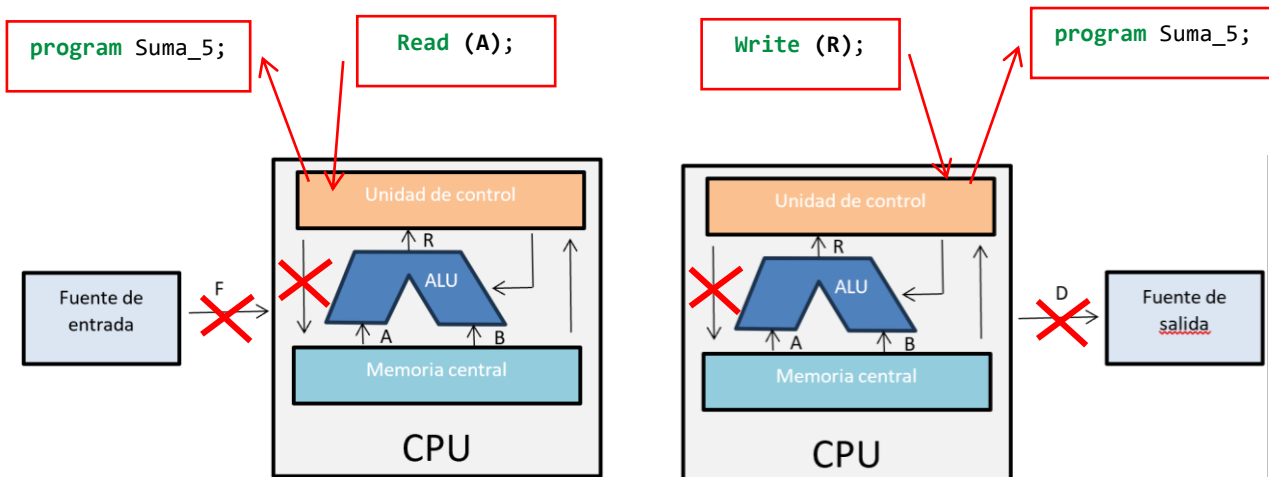 program Suma_5;
Read (A);
Write (R);
program Suma_5;
Unidad de control
R
ALU
F
Fuente de
entrada
A
B
Memoria central
CPU
Unidad de control
R
ALU
D
Fuente de
salida
A
B
Memoria central
CPU